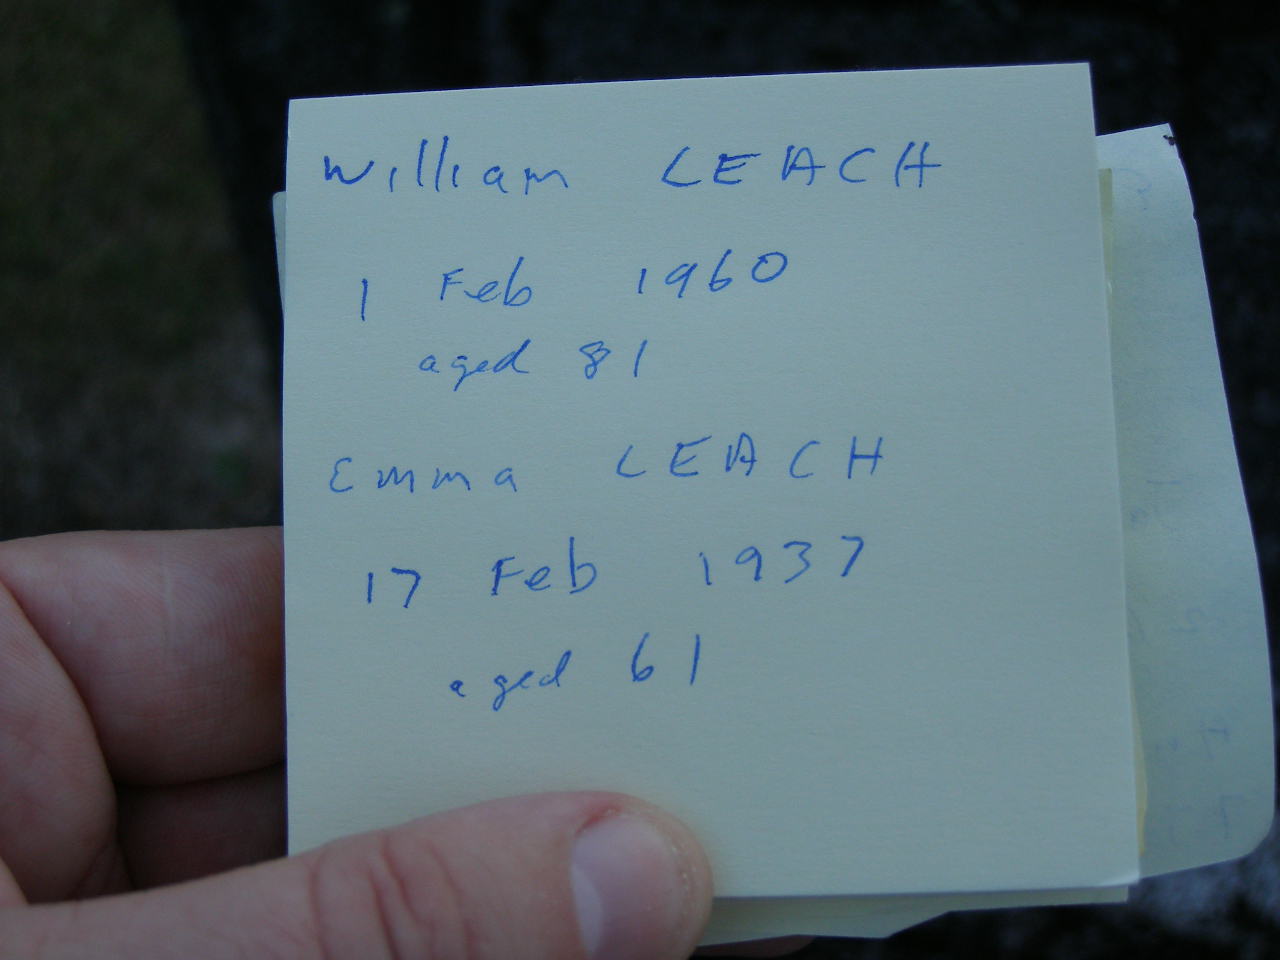 William LEACH
1 Feb 1960
aged 81
Emma LEACH
17 Feb 1937
aged 61